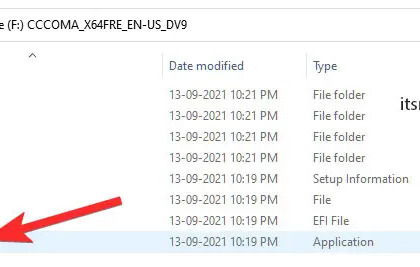 e (F:) CCCOMA_X64FRE_EN-US_DV9
Date modified Type
13-09-2021 10:21 PM File folder
13-09-2021 10:21 PM File folder
13-09-2021 10:21 PM File folder
13-09-2021 10:21 PM File folder
13-09-2021 10:19 PM Setup Information
13-09-2021 10:19 PM File
13-09-2021 10:19 PM EFI File
13-09-2021 10:19 PM Application